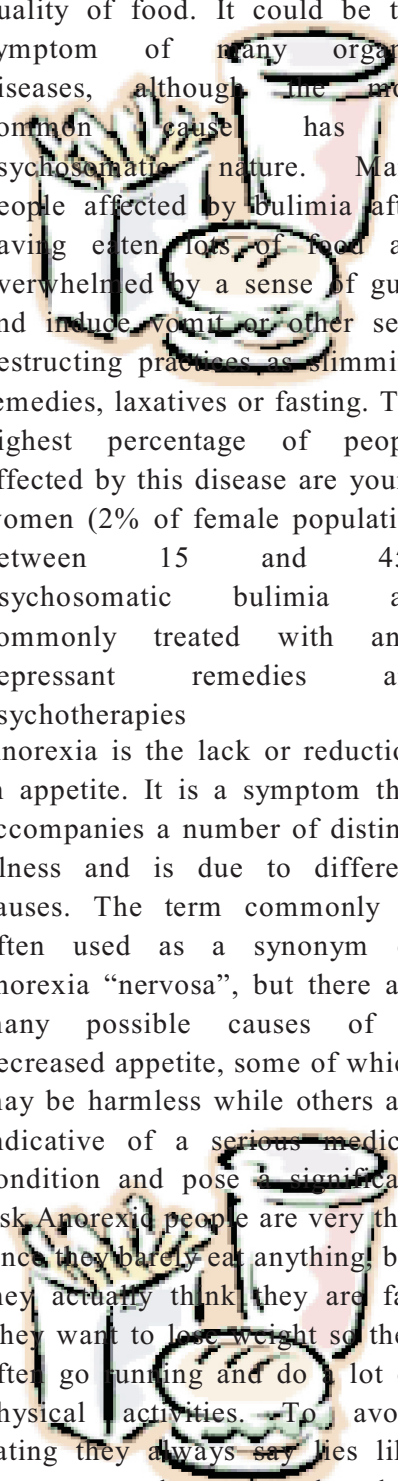 uality of food. It could be t
ymptom of many organ
iseases, although the mo
ommon cause has
sychosomatic nature. Ma
eople affected by bulimia aft
aving eaten lots of food a
verwhelmed by a sense of gu
nd induce vomit or other se
estructing practices as slimmi
emedies, laxatives or fasting. T
ighest percentage of peop
ffected by this disease are you
omen (2% of female populati
etween 15 and 45
sychosomatic bulimia a
ommonly treated with an
epressant remedies a
sychotherapies
norexia is the lack or reductio
n appetite. It is a symptom th
ccompanies a number of distin
llness and is due to differe
auses. The term commonly
ften used as a synonym
norexia “nervosa”, but there a
any possible causes of
ecreased appetite, some of whic
ay be harmless while others a
ndicative of a serious medic
ondition and pose a significa
sk Anorexic people are very th
nce they barely eat anything, b
hey actually think they are fa
hey want to lose weight so the
ften go running and do a lot
hysical activities. To avo
ating they always say lies lik